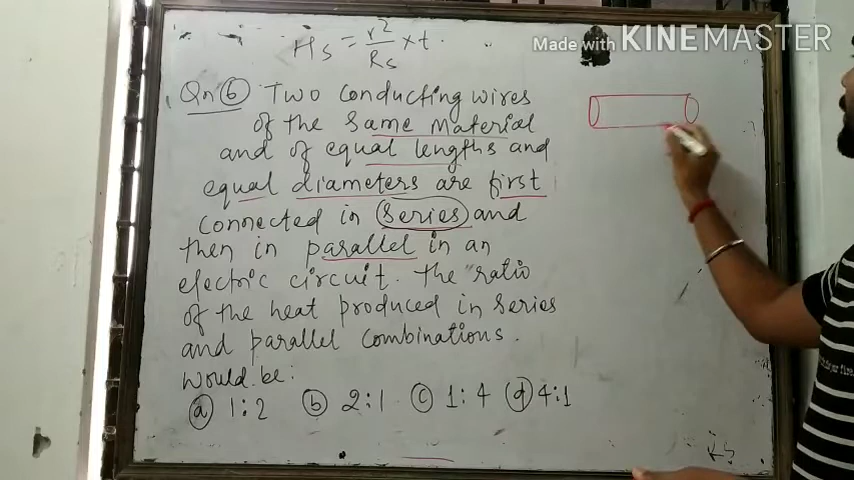 Made with KINEMASTER
Hs = v²/Rs × t.
Qn 6 Two conducting wires
of the same material
and of equal lengths and
equal diameters are first
connected in series and
then in parallel in an
electric circuit. The ratio
of the heat produced in series
and parallel combinations.
would be:
a 1:2 b 2:1 c 1:4 d 4:1